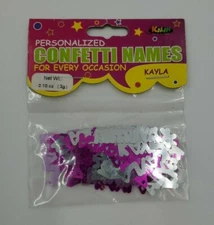 PERSONALIZED
CONFETTI NAMES
FOR EVERY OCCASION
Net Wt.:
0.10 oz. (3g)
KAYLA